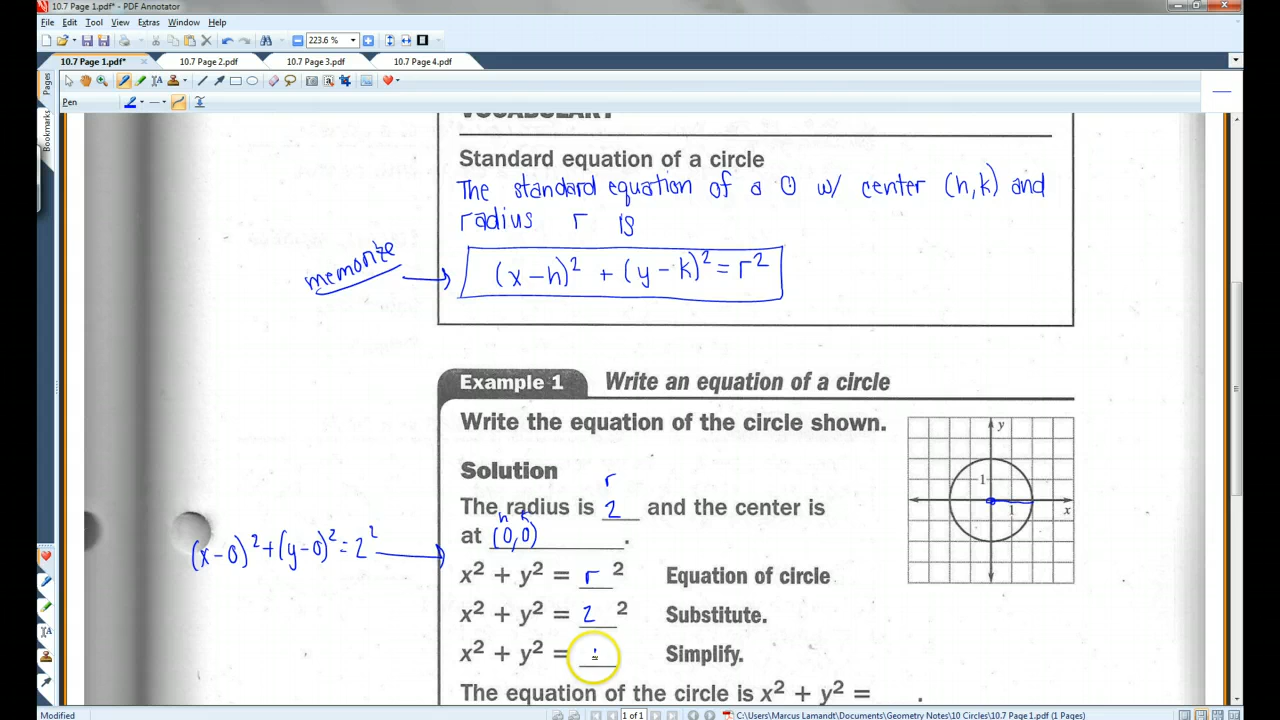 10.7 Page 1.pdf* - PDF Annotator
File Edit Tool View Extras Window Help
223.6 %
10.7 Page 1.pdf* 10.7 Page 2.pdf 10.7 Page 3.pdf 10.7 Page 4.pdf
Pen
Pages
Bookmarks
VOCABULARY
Standard equation of a circle
The standard equation of a ⊙ w/ center (h,k) and
radius r is
memorize
(x-h)² + (y-k)² = r²
Example 1 Write an equation of a circle
Write the equation of the circle shown.
y
1
1
x
Solution
r
The radius is 2 and the center is
h k
at (0,0).
(x-0)²+(y-0)²=2²
x² + y² = r ² Equation of circle
x² + y² = 2 ² Substitute.
x² + y² = Simplify.
The equation of the circle is x² + y² = .
Modified
1 of 1
C:\Users\Marcus Lamandt\Documents\Geometry Notes\10 Circles\10.7 Page 1.pdf (1 Pages)